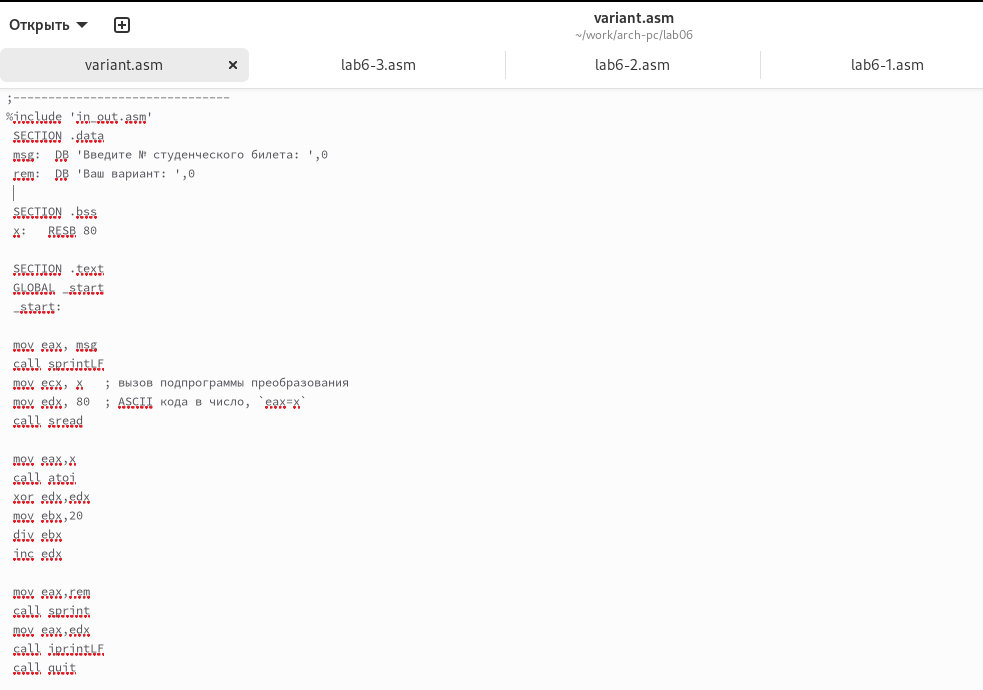 Открыть
variant.asm
~/work/arch-pc/lab06
variant.asm
lab6-3.asm
lab6-2.asm
lab6-1.asm
;-------------------------------
%include 'in_out.asm'
SECTION .data
msg:  DB 'Введите № студенческого билета: ',0
rem:  DB 'Ваш вариант: ',0
SECTION .bss
x:   RESB 80
SECTION .text
GLOBAL _start
_start:
mov eax, msg
call sprintLF
mov ecx, x   ; вызов подпрограммы преобразования
mov edx, 80  ; ASCII кода в число, `eax=x`
call sread
mov eax,x
call atoi
xor edx,edx
mov ebx,20
div ebx
inc edx
mov eax,rem
call sprint
mov eax,edx
call iprintLF
call quit